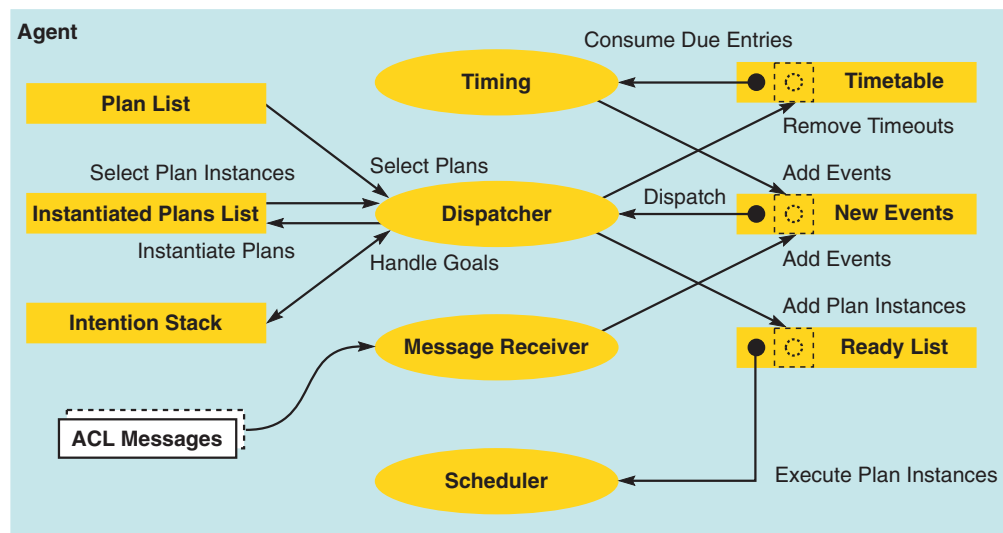 Agent
Consume Due Entries
Timing
Timetable
Plan List
Remove Timeouts
Select Plans
Select Plan Instances
Add Events
Dispatch
Instantiated Plans List
Dispatcher
New Events
Instantiate Plans
Handle Goals
Add Events
Add Plan Instances
Intention Stack
Message Receiver
Ready List
ACL Messages
Scheduler
Execute Plan Instances